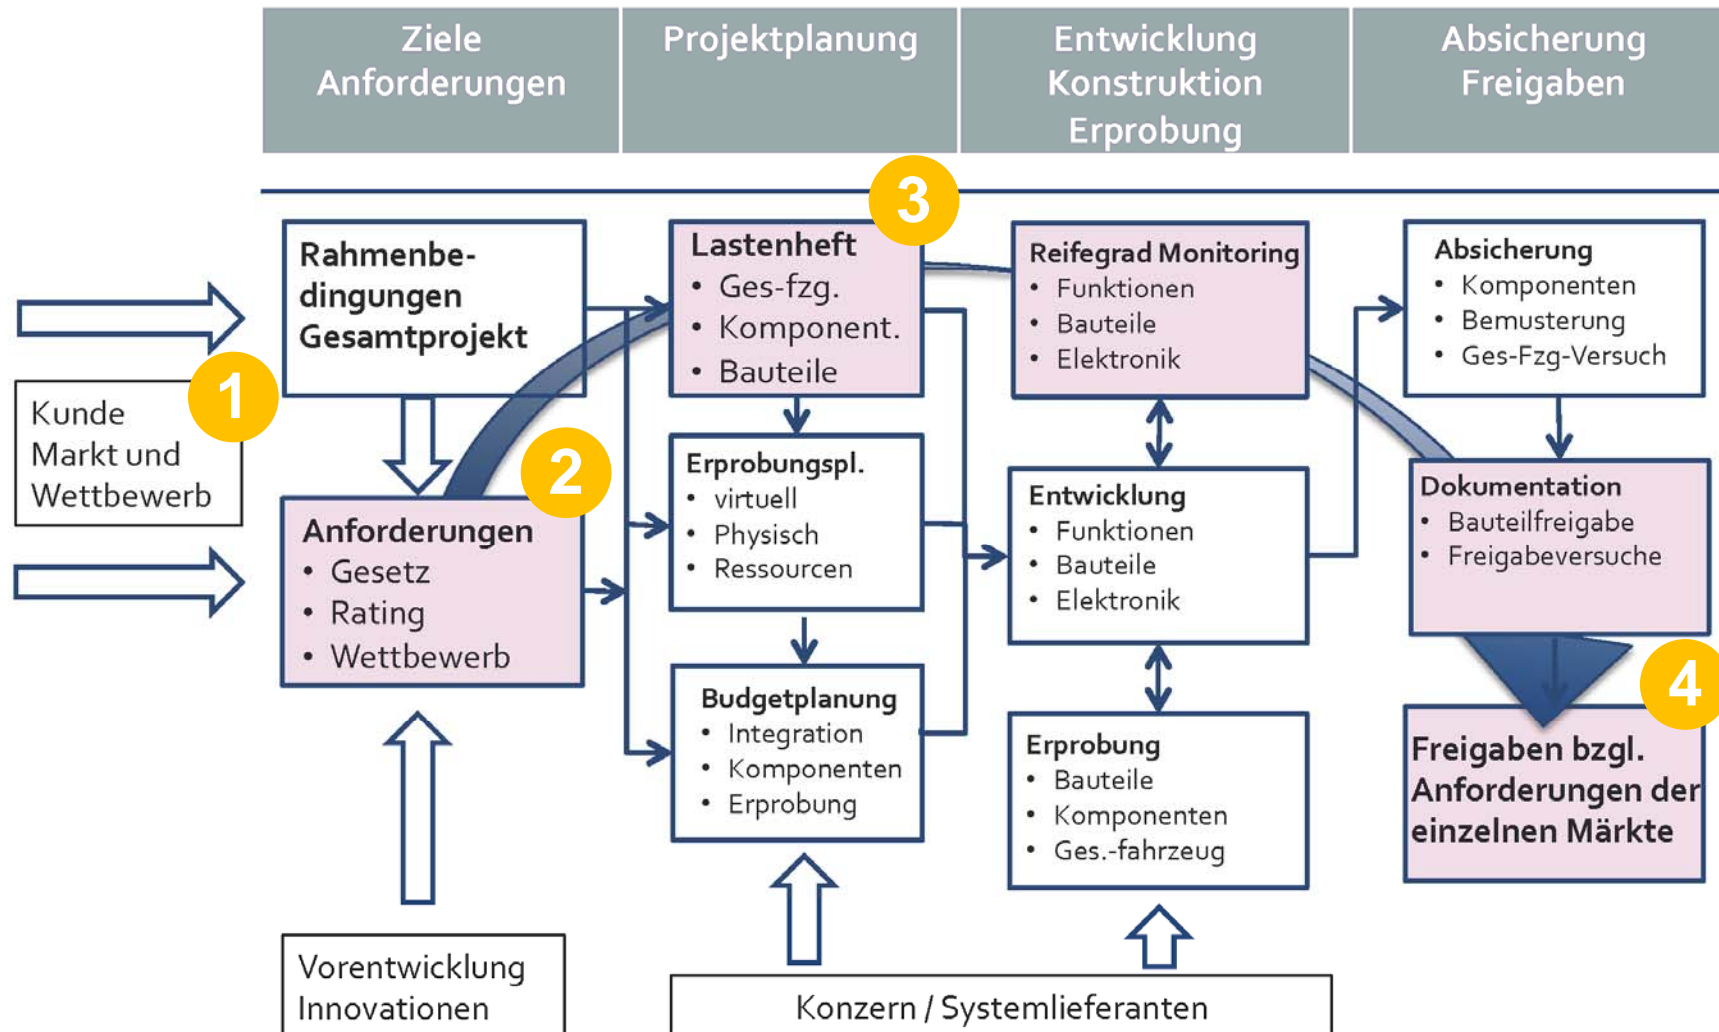 Ziele
Anforderungen
Projektplanung
Entwicklung
Konstruktion
Erprobung
Absicherung
Freigaben
1
Kunde
Markt und
Wettbewerb
Rahmenbe-
dingungen
Gesamtprojekt
2
Anforderungen
• Gesetz
• Rating
• Wettbewerb
Vorentwicklung
Innovationen
3
Lastenheft
• Ges-fzg.
• Komponent.
• Bauteile
Erprobungspl.
• virtuell
• Physisch
• Ressourcen
Budgetplanung
• Integration
• Komponenten
• Erprobung
Konzern / Systemlieferanten
Reifegrad Monitoring
• Funktionen
• Bauteile
• Elektronik
Entwicklung
• Funktionen
• Bauteile
• Elektronik
Erprobung
• Bauteile
• Komponenten
• Ges.-fahrzeug
Absicherung
• Komponenten
• Bemusterung
• Ges-Fzg-Versuch
Dokumentation
• Bauteilfreigabe
• Freigabeversuche
4
Freigaben bzgl.
Anforderungen der
einzelnen Märkte